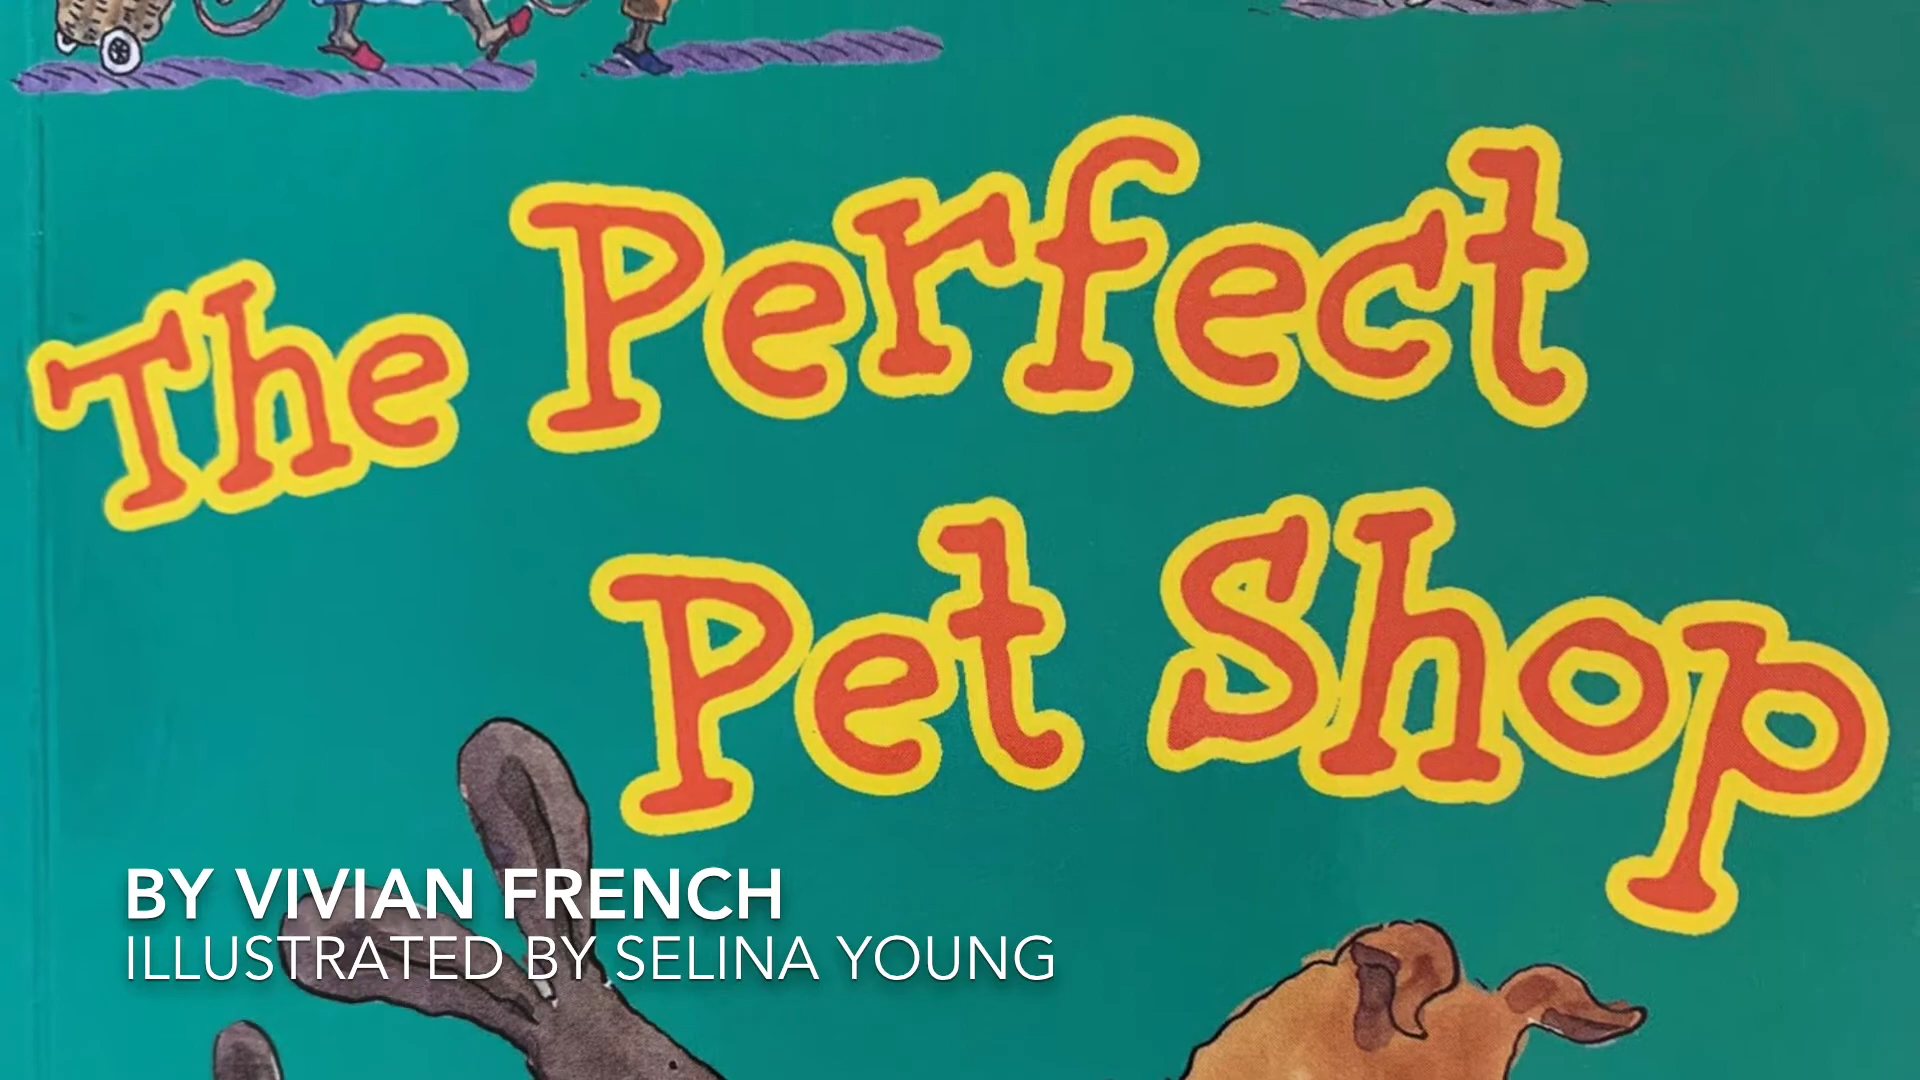 The Perfect
Pet Shop
BY VIVIAN FRENCH
ILLUSTRATED BY SELINA YOUNG